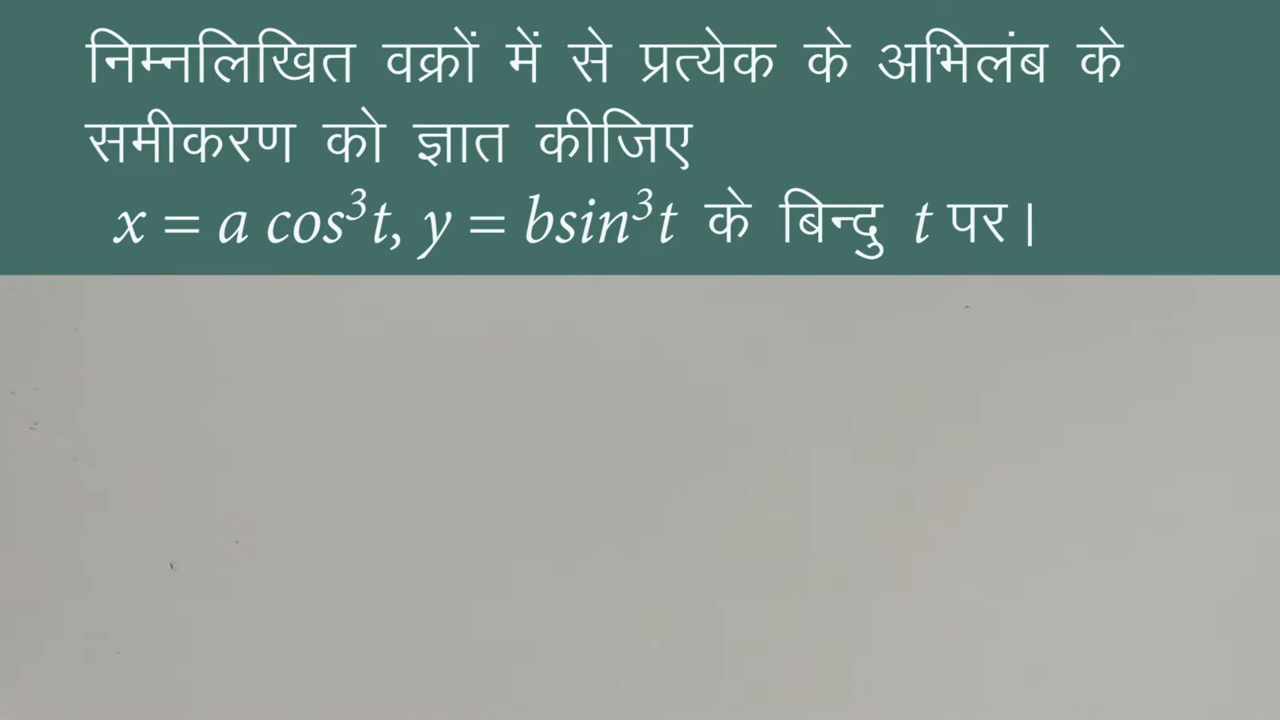 निम्नलिखित वक्रों में से प्रत्येक के अभिलंब के
समीकरण को ज्ञात कीजिए
x = a cos³t, y = bsin³t के बिन्दु t पर।